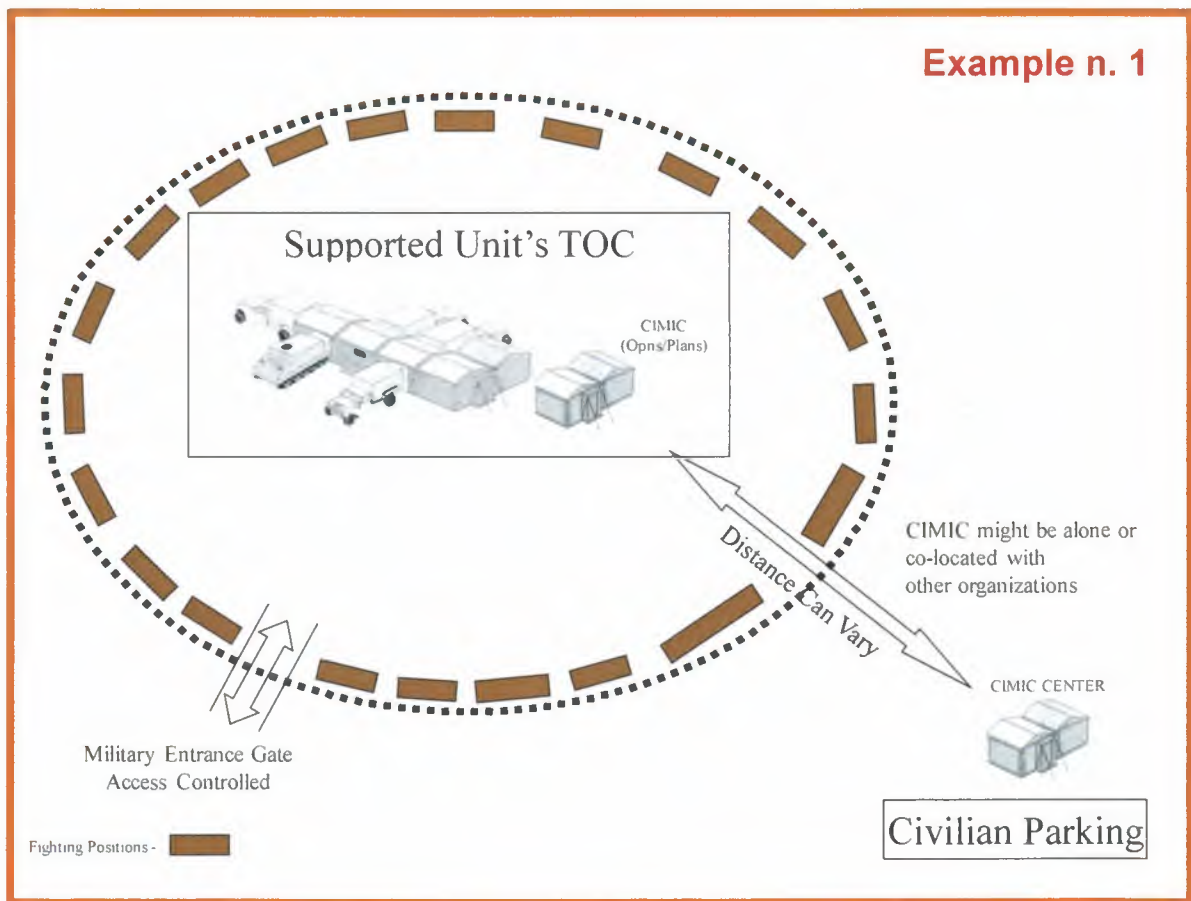 Example n. 1
Supported Unit's TOC
CIMIC
(Opns/Plans)
Distance Can Vary
CIMIC might be alone or
co-located with
other organizations
CIMIC CENTER
Military Entrance Gate
Access Controlled
Civilian Parking
Fighting Positions -